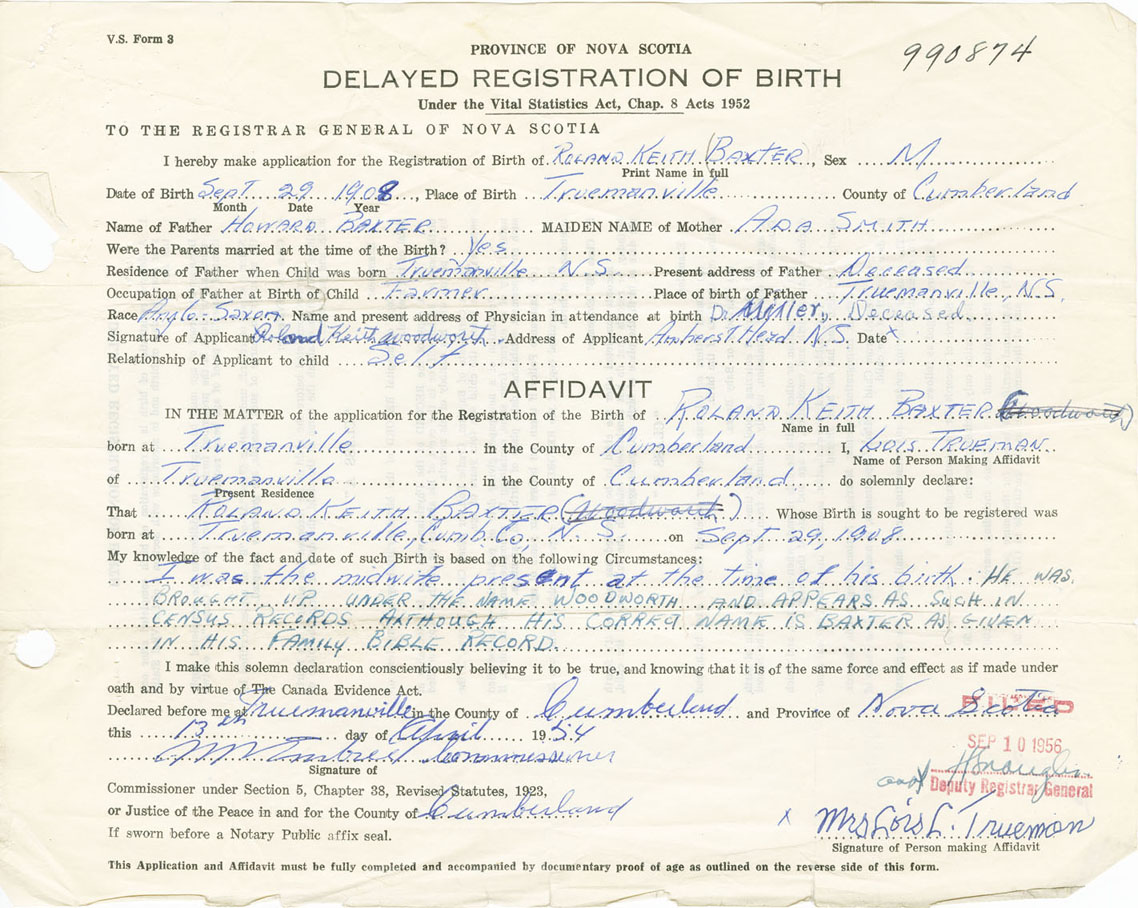 V.S. Form 3
990874
PROVINCE OF NOVA SCOTIA
DELAYED REGISTRATION OF BIRTH
Under the Vital Statistics Act, Chap. 8 Acts 1952
TO THE REGISTRAR GENERAL OF NOVA SCOTIA
I hereby make application for the Registration of Birth of ROLAND KEITH (BAXTER, Sex M
Print Name in full
Date of Birth Sept 29 1908, Place of Birth Truemanville County of Cumberland
Month Date Year
Name of Father HOWARD BAXTER MAIDEN NAME of Mother ADA SMITH
Were the Parents married at the time of the Birth? Yes
Residence of Father when Child was born Truemanville N.S. Present address of Father Deceased
Occupation of Father at Birth of Child Farmer Place of birth of Father Truemanville, N.S.
Race Anglo-Saxon Name and present address of Physician in attendance at birth Dr. Deceased
Signature of Applicant Roland Keith Woodworth Address of Applicant Amherst Head N.S. Date x
Relationship of Applicant to child Self
AFFIDAVIT
IN THE MATTER of the application for the Registration of the Birth of ROLAND KEITH BAXTER (Woodworth)
Name in full
born at Truemanville in the County of Cumberland I, LOIS TRUEMAN
Name of Person Making Affidavit
of Truemanville in the County of Cumberland do solemnly declare:
Present Residence
That ROLAND KEITH BAXTER (Woodworth) Whose Birth is sought to be registered was
born at Truemanville, Cumb. Co, N.S. on Sept 29, 1908
My knowledge of the fact and date of such Birth is based on the following Circumstances:
I was the midwife present at the time of his birth. HE WAS
BROUGHT UP UNDER THE NAME WOODWORTH AND APPEARS AS SUCH IN
CENSUS RECORDS ALTHOUGH HIS CORRECT NAME IS BAXTER AS GIVEN
IN HIS FAMILY BIBLE RECORD.
I make this solemn declaration conscientiously believing it to be true, and knowing that it is of the same force and effect as if made under
oath and by virtue of The Canada Evidence Act.
Declared before me at Truemanville in the County of Cumberland and Province of Nova Scotia
FILED
this 13th day of April 1954
SEP 10 1956
Commissioner
Signature of
Deputy Registrar General
Commissioner under Section 5, Chapter 38, Revised Statutes, 1923,
or Justice of the Peace in and for the County of Cumberland
x Mrs Lois L. Trueman
If sworn before a Notary Public affix seal.
Signature of Person making Affidavit
This Application and Affidavit must be fully completed and accompanied by documentary proof of age as outlined on the reverse side of this form.